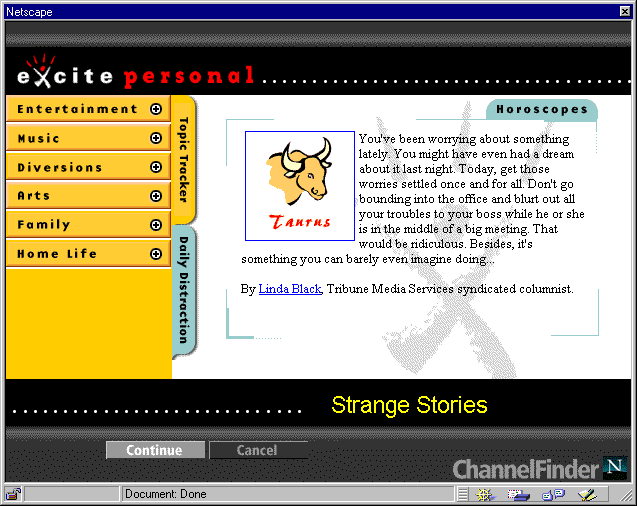 Netscape
excite personal
Entertainment
Music
Diversions
Arts
Family
Home Life
Topic Tracker
Daily Distraction
Horoscopes
Taurus
You've been worrying about something
lately. You might have even had a dream
about it last night. Today, get those
worries settled once and for all. Don't go
bounding into the office and blurt out all
your troubles to your boss while he or she
is in the middle of a big meeting. That
would be ridiculous. Besides, it's
something you can barely even imagine doing...
By Linda Black, Tribune Media Services syndicated columnist.
Strange Stories
Continue
Cancel
ChannelFinder N
Document: Done